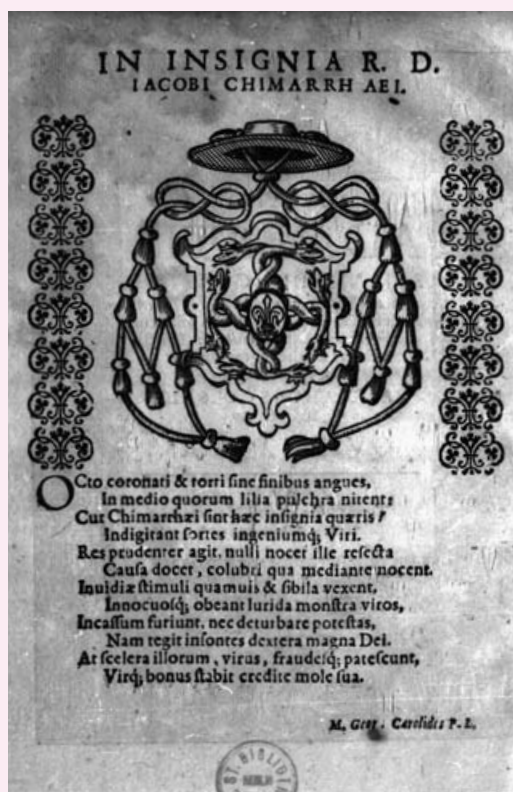 IN INSIGNIA R. D.
IACOBI CHIMARRHAEI.
OCto coronati & torti sine finibus angues,
In medio quorum lilia pulchra nitent:
Cur Chimarrhæi sint hæc insignia quæris?
Indigitant fortes ingeniumq; Viri.
Res prudenter agit, nulli nocet ille resecta
Causa docet, colubri qua mediante nocent.
Inuidiæ stimuli quamuis & sibila vexent,
Innocuosq; obeant lurida monstra viros,
Incassum furiunt, nec deturbare potestas,
Nam tegit insontes dextera magna Dei.
At scelera illorum, virus, fraudesq; patescunt,
Virq; bonus stabit credite mole sua.
M. Geor. Carolides P. L.
ST. BIBLIOT